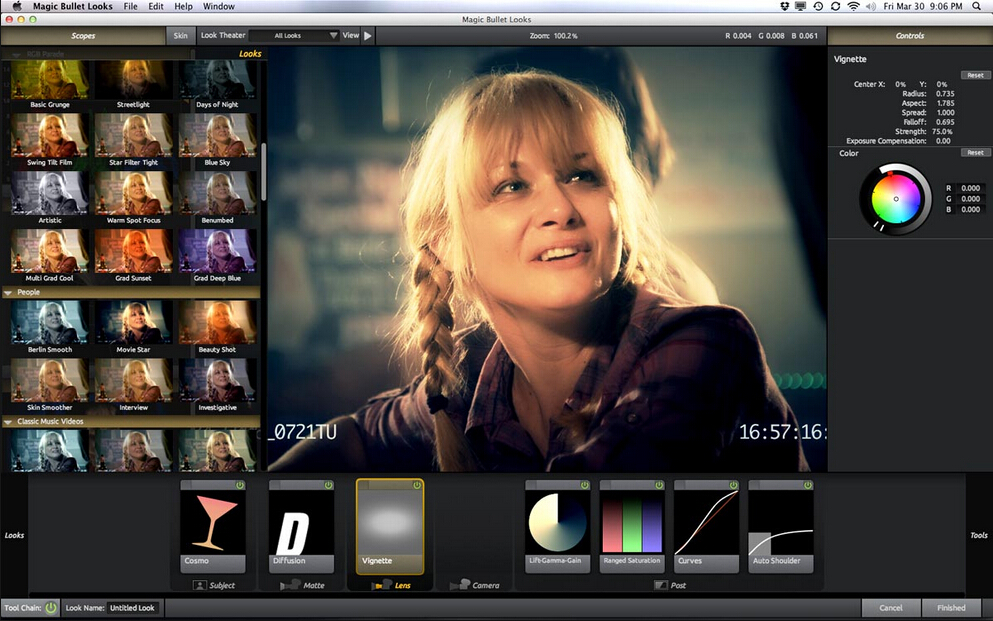 Magic Bullet Looks File Edit Help Window Fri Mar 30 9:06 PM
Magic Bullet Looks
Scopes Skin Look Theater All Looks View Zoom: 100.2% R 0.004 G 0.008 B 0.061 Controls
RGB Parade Looks
Basic Grunge Streetlight Days of Night
Swing Tilt Film Star Filter Tight Blue Sky
Artistic Warm Spot Focus Benumbed
Multi Grad Cool Grad Sunset Grad Deep Blue
People
Berlin Smooth Movie Star Beauty Shot
Skin Smoother Interview Investigative
Classic Music Videos
_0721TU 16:57:16:
Vignette
Reset
Center X: 0% Y: 0%
Radius: 0.735
Aspect: 1.785
Spread: 1.000
Falloff: 0.695
Strength: 75.0%
Exposure Compensation: 0.00
Color Reset
R 0.000
G 0.000
B 0.000
Looks
D
Cosmo Diffusion Vignette Lift-Gamma-Gain Ranged Saturation Curves Auto Shoulder
Subject Matte Lens Camera Post
Tools
Tool Chain: Look Name: Untitled Look Cancel Finished